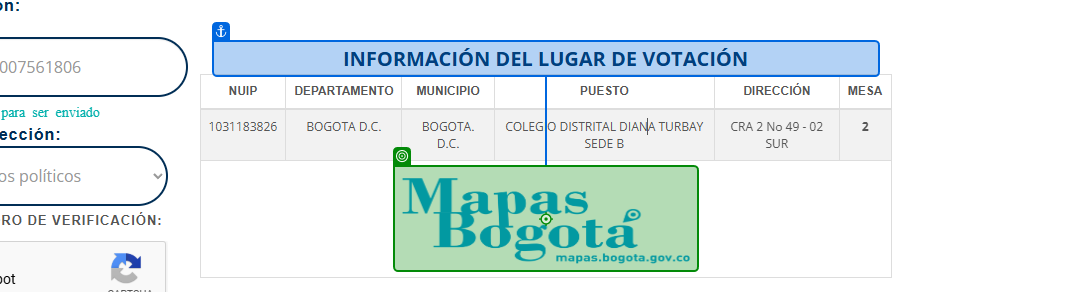 ón:
007561806
para ser enviado
ección:
os políticos
RO DE VERIFICACIÓN:
ot
INFORMACIÓN DEL LUGAR DE VOTACIÓN
NUIP DEPARTAMENTO MUNICIPIO PUESTO DIRECCIÓN MESA
1031183826 BOGOTA D.C. BOGOTA. COLEGIO DISTRITAL DIANA TURBAY CRA 2 No 49 - 02 2
D.C. SEDE B SUR
Mapas
Bogota
mapas.bogota.gov.co